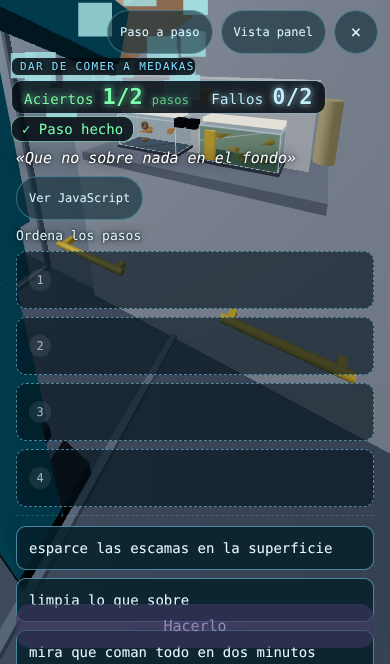 Paso a paso
Vista panel
×
DAR DE COMER A MEDAKAS
Aciertos 1/2 pasos Fallos 0/2
✓ Paso hecho
«Que no sobre nada en el fondo»
Ver JavaScript
Ordena los pasos
1
2
3
4
esparce las escamas en la superficie
limpia lo que sobre
Hacerlo
mira que coman todo en dos minutos